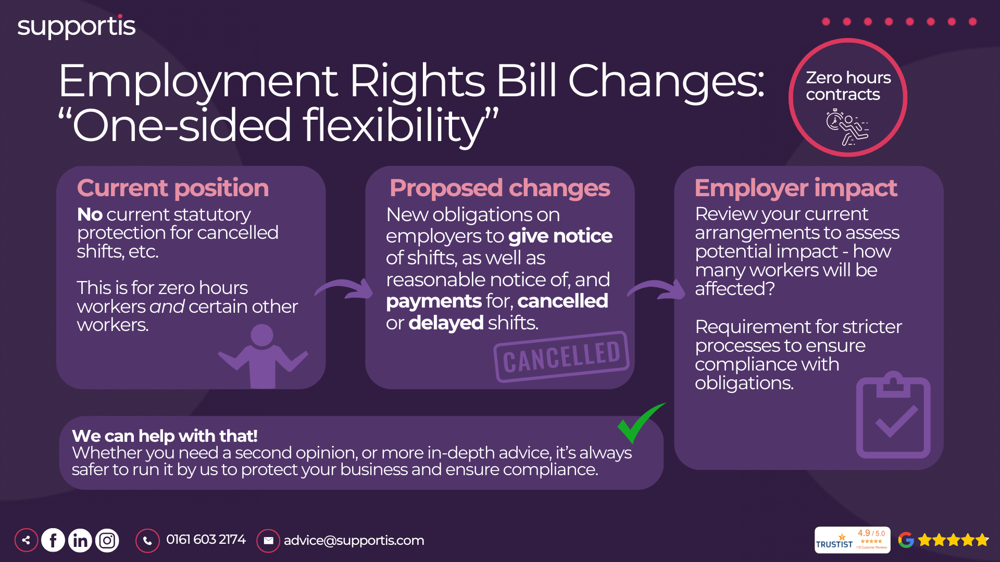 supportis
Employment Rights Bill Changes:
“One-sided flexibility”
Zero hours
contracts
Current position
No current statutory
protection for cancelled
shifts, etc.
This is for zero hours
workers and certain other
workers.
Proposed changes
New obligations on
employers to give notice
of shifts, as well as
reasonable notice of, and
payments for, cancelled
or delayed shifts.
CANCELLED
Employer impact
Review your current
arrangements to assess
potential impact - how
many workers will be
affected?
Requirement for stricter
processes to ensure
compliance with
obligations.
We can help with that!
Whether you need a second opinion, or more in-depth advice, it’s always
safer to run it by us to protect your business and ensure compliance.
0161 603 2174
advice@supportis.com
TRUSTIST
4.9 / 5.0
Customer Reviews